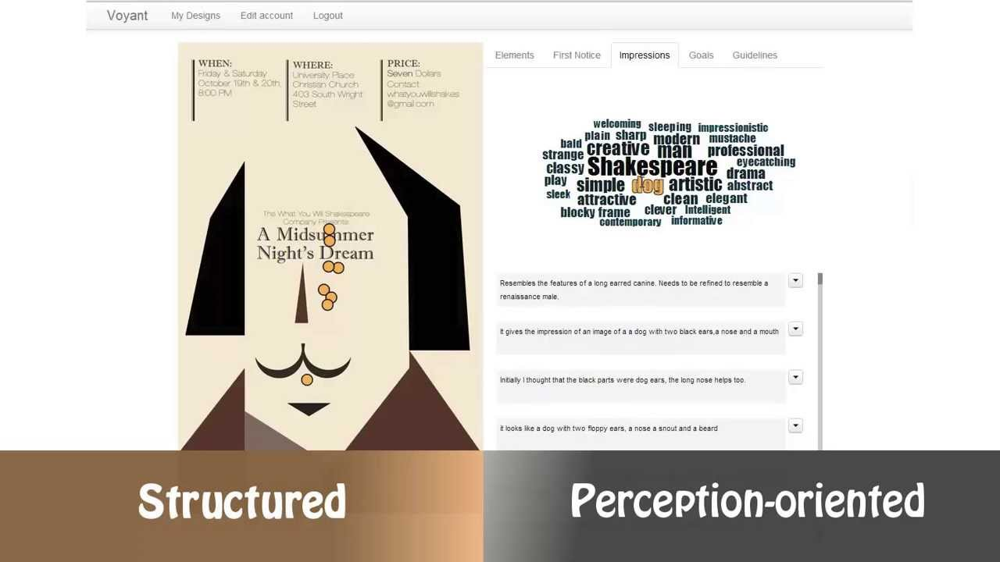 Voyant My Designs Edit account Logout
Elements First Notice Impressions Goals Guidelines
WHEN:
Friday & Saturday
October 19th & 20th,
8:00 PM
WHERE:
University Place
Christian Church
403 South Wright
Street
PRICE:
Seven Dollars
Contact
whatyouwillshakes
@gmail.com
The What You Will Shakespeare
Company Presents
A Midsummer
Night's Dream
welcoming sleeping impressionistic
plain sharp modern mustache
bald creative man professional
strange Shakespeare eyecatching
classy drama
play simple dog artistic abstract
sleek attractive clean elegant
blocky frame clever Intelligent
contemporary informative
Resembles the features of a long earred canine. Needs to be refined to resemble a
renaissance male.
It gives the impression of an image of a a dog with two black ears,a nose and a mouth
Initially I thought that the black parts were dog ears, the long nose helps too.
it looks like a dog with two floppy ears, a nose a snout and a beard
Structured
Perception-oriented